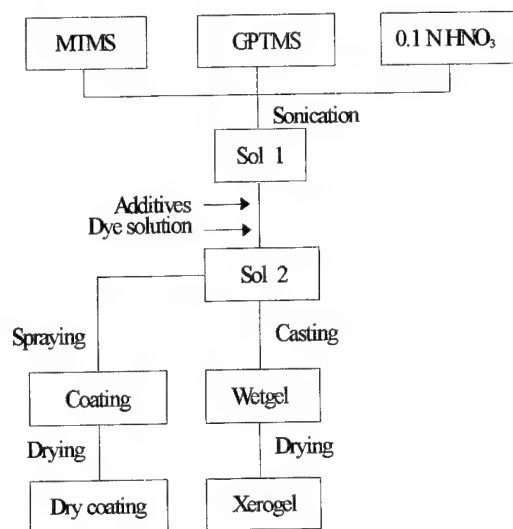 MTMS
GPTMS
0.1 N HNO₃
Sonication
Sol 1
Additives
Dye solution
Sol 2
Spraying
Casting
Coating
Wetgel
Drying
Drying
Dry coating
Xerogel